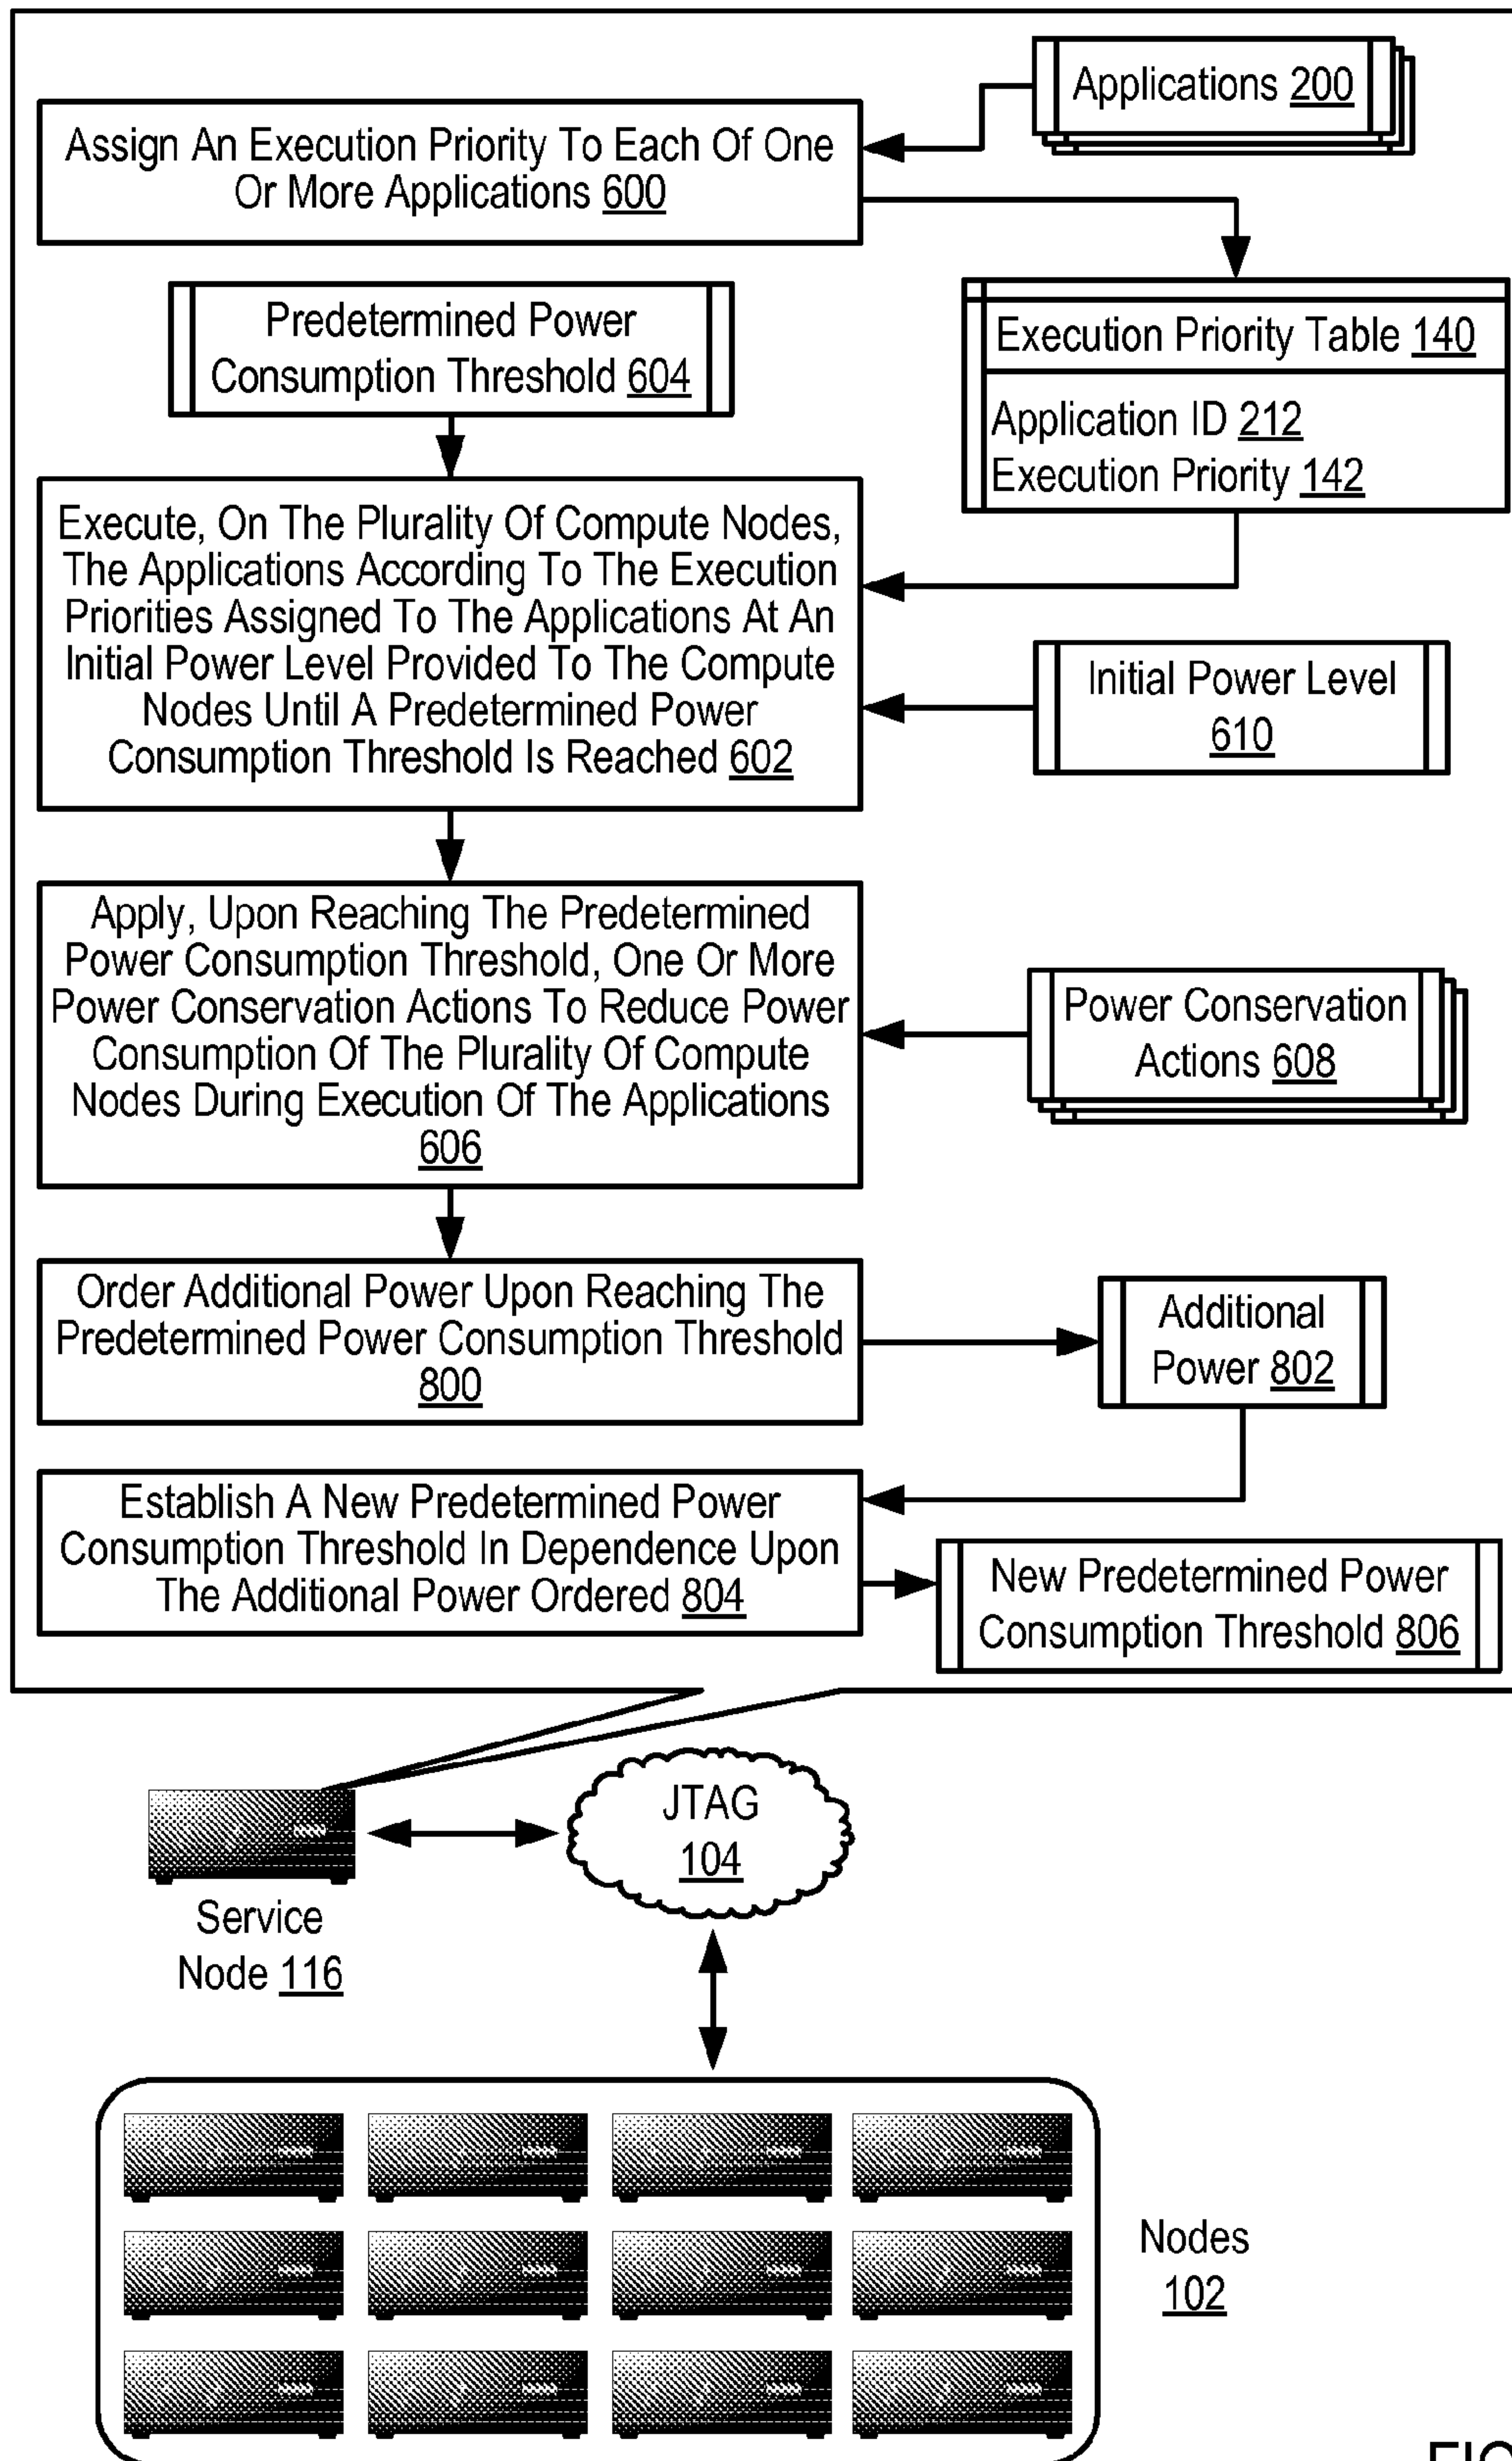 Applications 200
Assign An Execution Priority To Each Of One
Or More Applications 600
Predetermined Power
Consumption Threshold 604
Execution Priority Table 140
Application ID 212
Execution Priority 142
Execute, On The Plurality Of Compute Nodes,
The Applications According To The Execution
Priorities Assigned To The Applications At An
Initial Power Level Provided To The Compute
Nodes Until A Predetermined Power
Consumption Threshold Is Reached 602
Initial Power Level
610
Apply, Upon Reaching The Predetermined
Power Consumption Threshold, One Or More
Power Conservation Actions To Reduce Power
Consumption Of The Plurality Of Compute
Nodes During Execution Of The Applications
606
Power Conservation
Actions 608
Order Additional Power Upon Reaching The
Predetermined Power Consumption Threshold
800
Additional
Power 802
Establish A New Predetermined Power
Consumption Threshold In Dependence Upon
The Additional Power Ordered 804
New Predetermined Power
Consumption Threshold 806
JTAG
104
Service
Node 116
Nodes
102